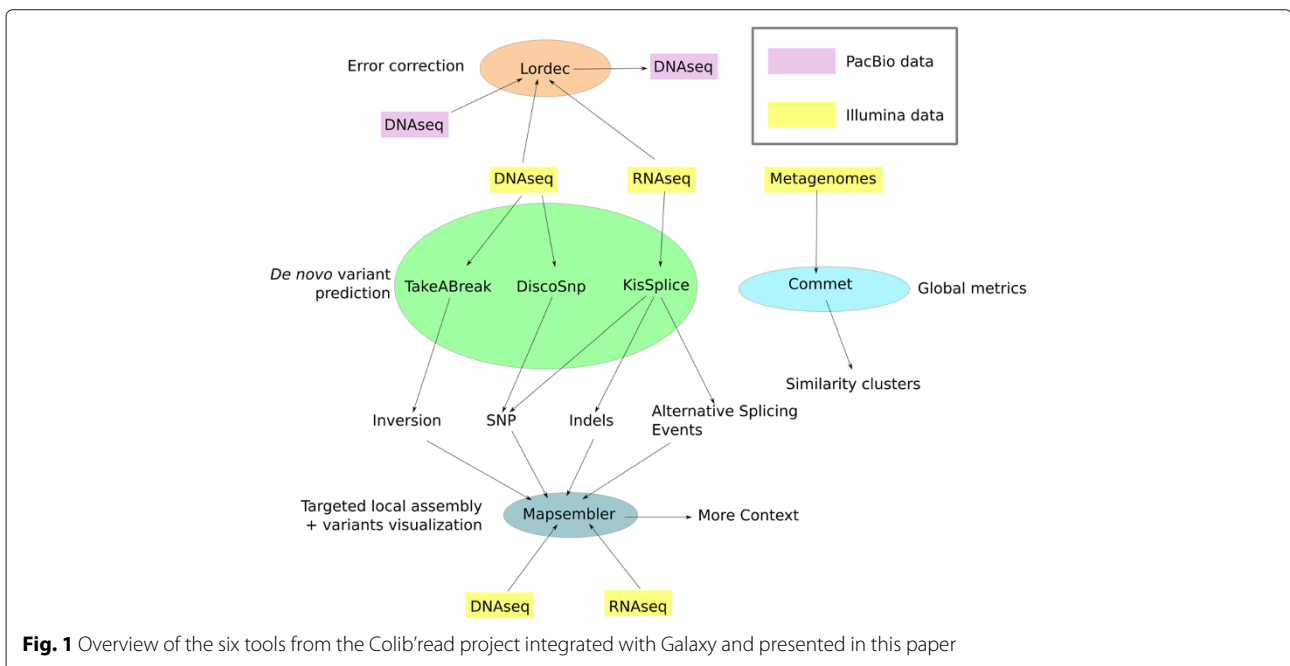 Error correction
Lordec
DNAseq
PacBio data
Illumina data
DNAseq
DNAseq
RNAseq
Metagenomes
De novo variant
prediction
TakeABreak
DiscoSnp
KisSplice
Commet
Global metrics
Similarity clusters
Inversion
SNP
Indels
Alternative Splicing
Events
Targeted local assembly
+ variants visualization
Mapsembler
More Context
DNAseq
RNAseq
Fig. 1 Overview of the six tools from the Colib'read project integrated with Galaxy and presented in this paper